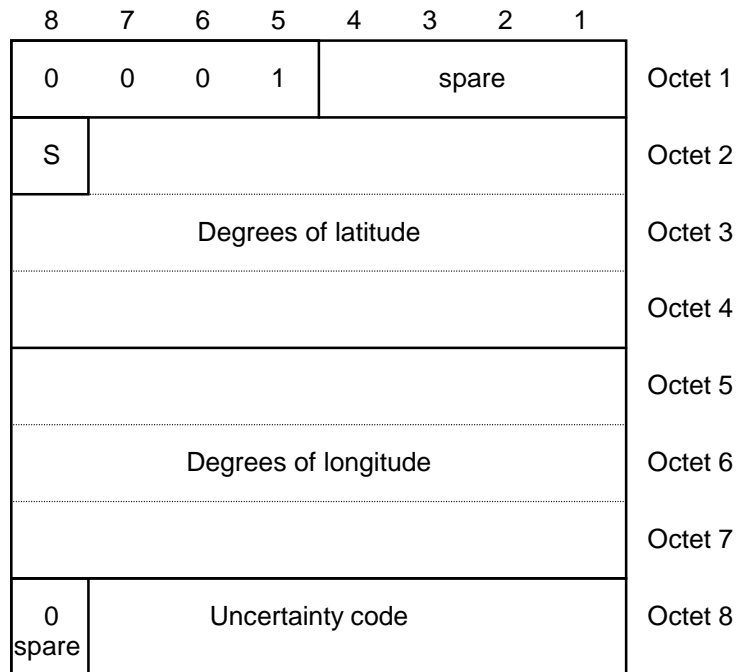 8 7 6 5 4 3 2 1
0 0 0 1 spare Octet 1
S Octet 2
Degrees of latitude Octet 3
Octet 4
Octet 5
Degrees of longitude Octet 6
Octet 7
0 Uncertainty code Octet 8
spare